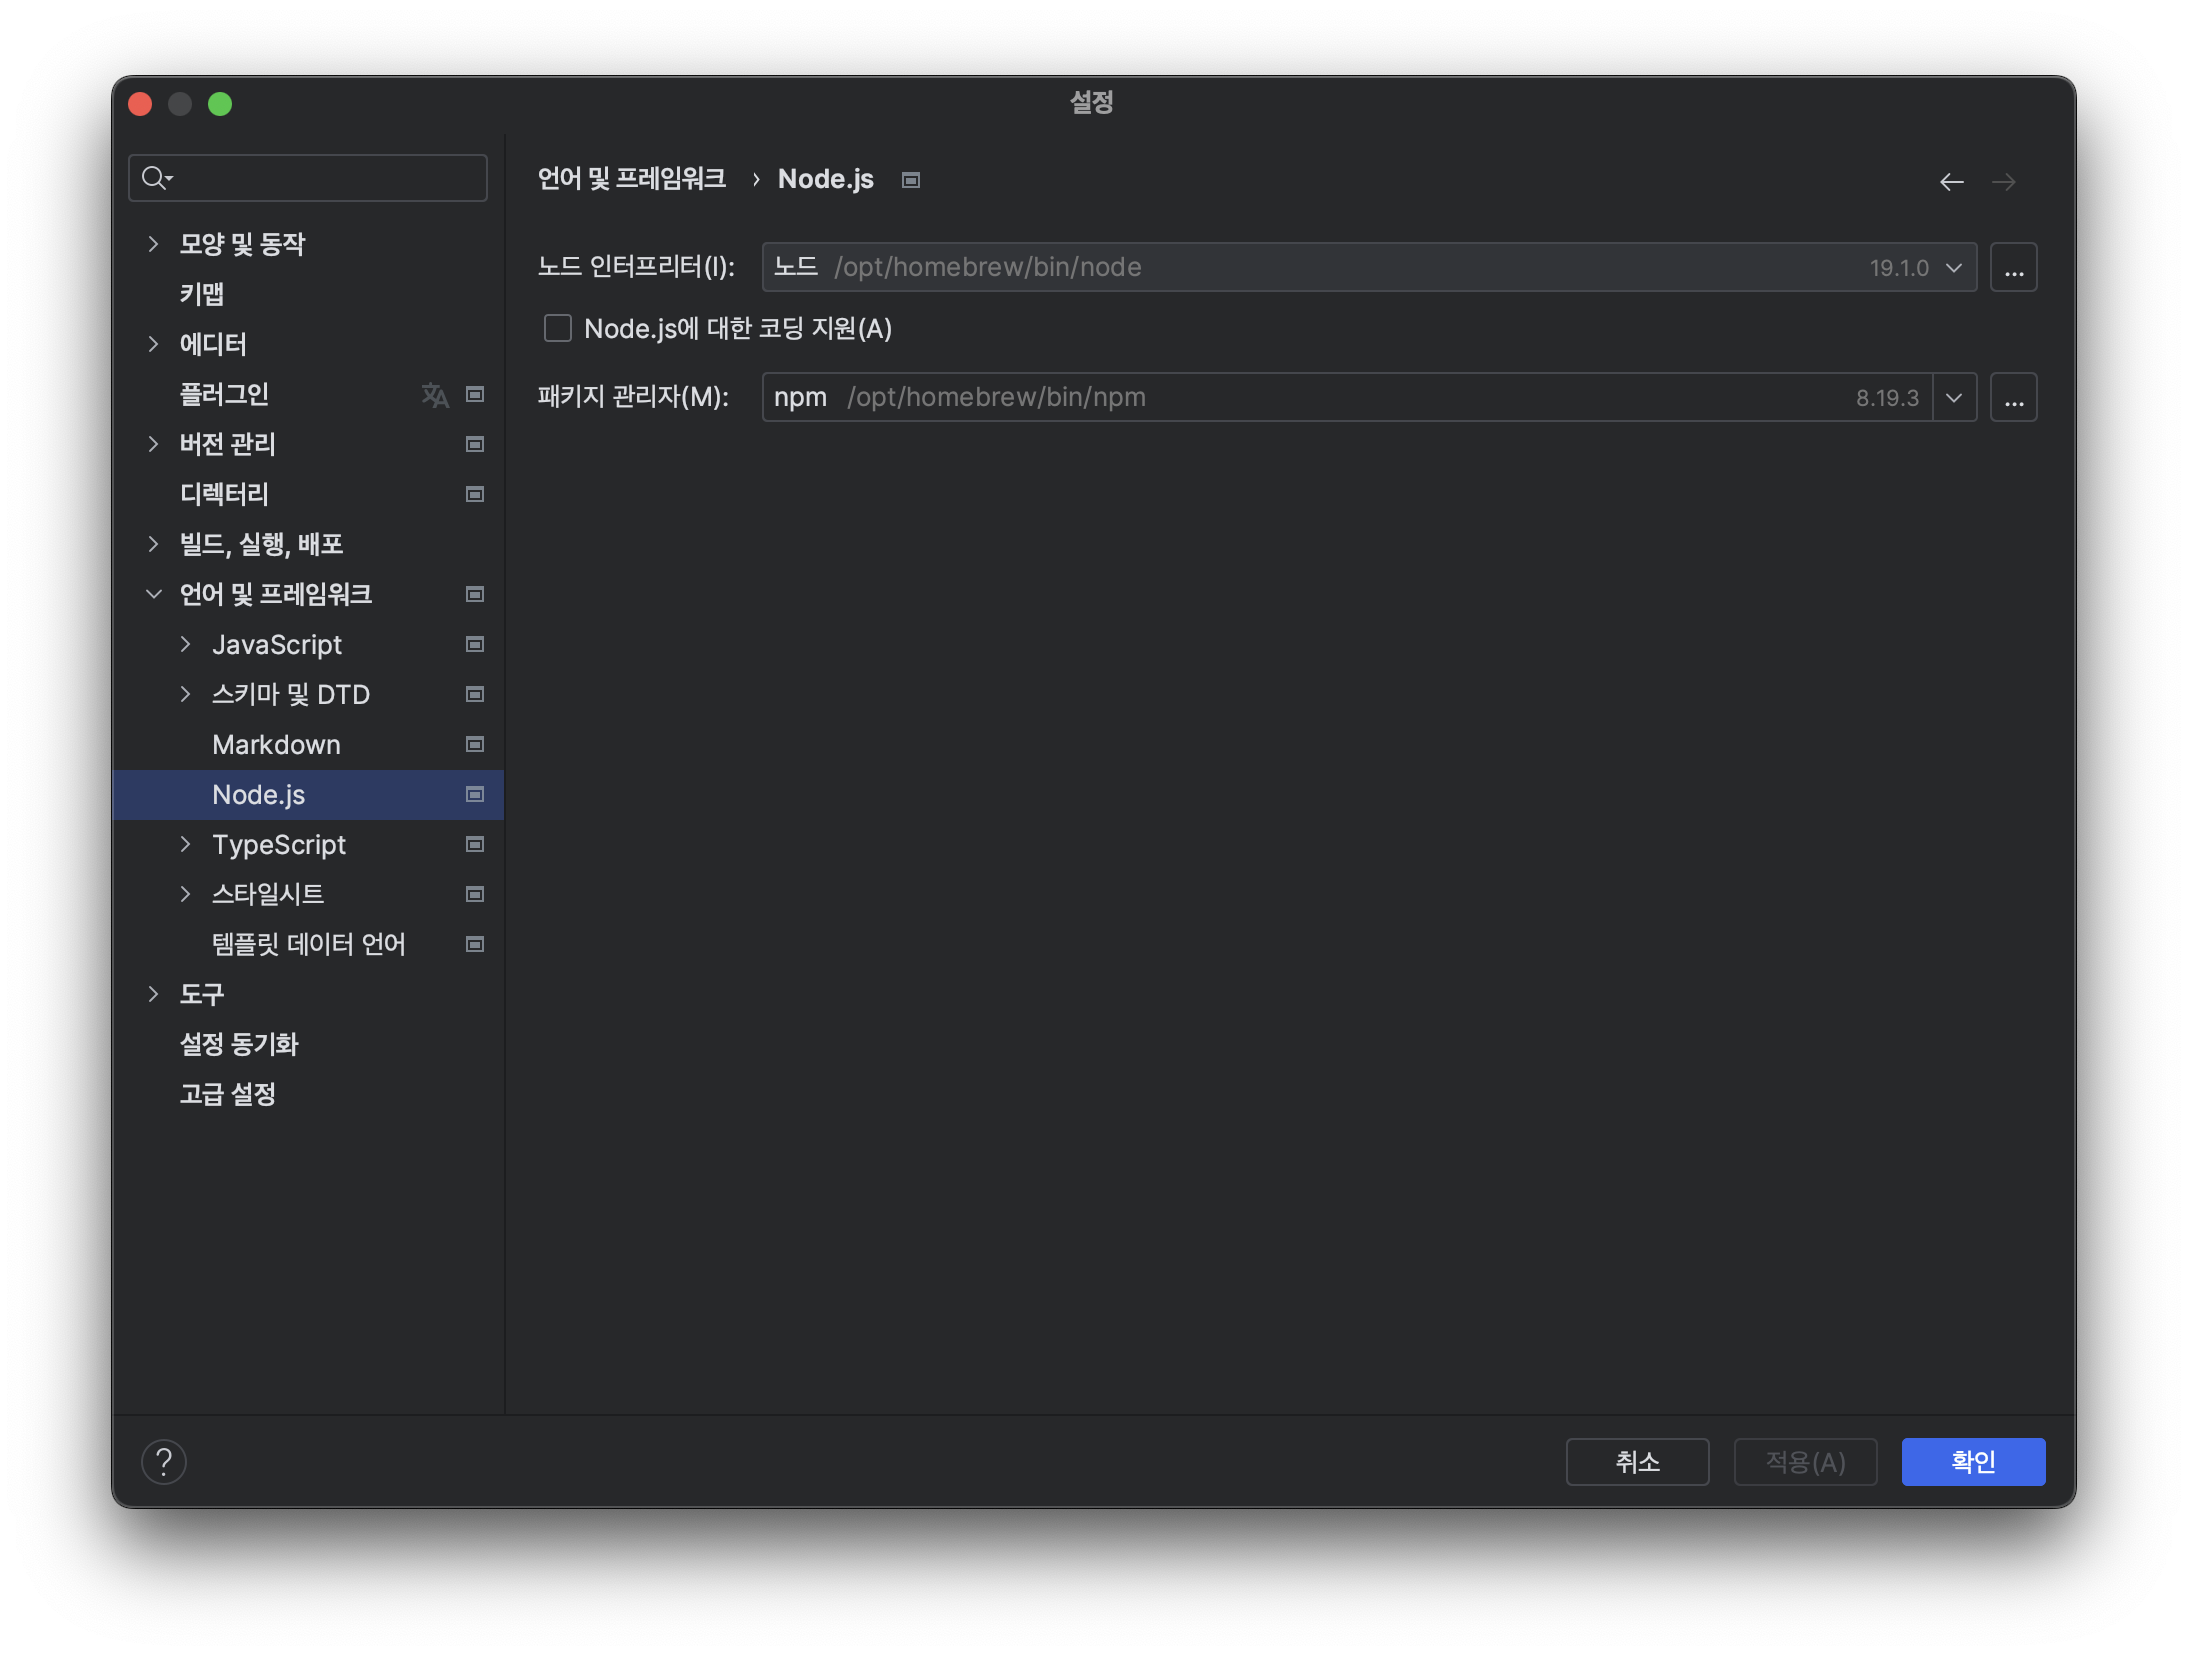 설정
모양 및 동작
키맵
에디터
플러그인
버전 관리
디렉터리
빌드, 실행, 배포
언어 및 프레임워크
JavaScript
스키마 및 DTD
Markdown
Node.js
TypeScript
스타일시트
템플릿 데이터 언어
도구
설정 동기화
고급 설정
언어 및 프레임워크 › Node.js
노드 인터프리터(I): 노드 /opt/homebrew/bin/node 19.1.0 ...
Node.js에 대한 코딩 지원(A)
패키지 관리자(M): npm /opt/homebrew/bin/npm 8.19.3 ...
?
취소 적용(A) 확인